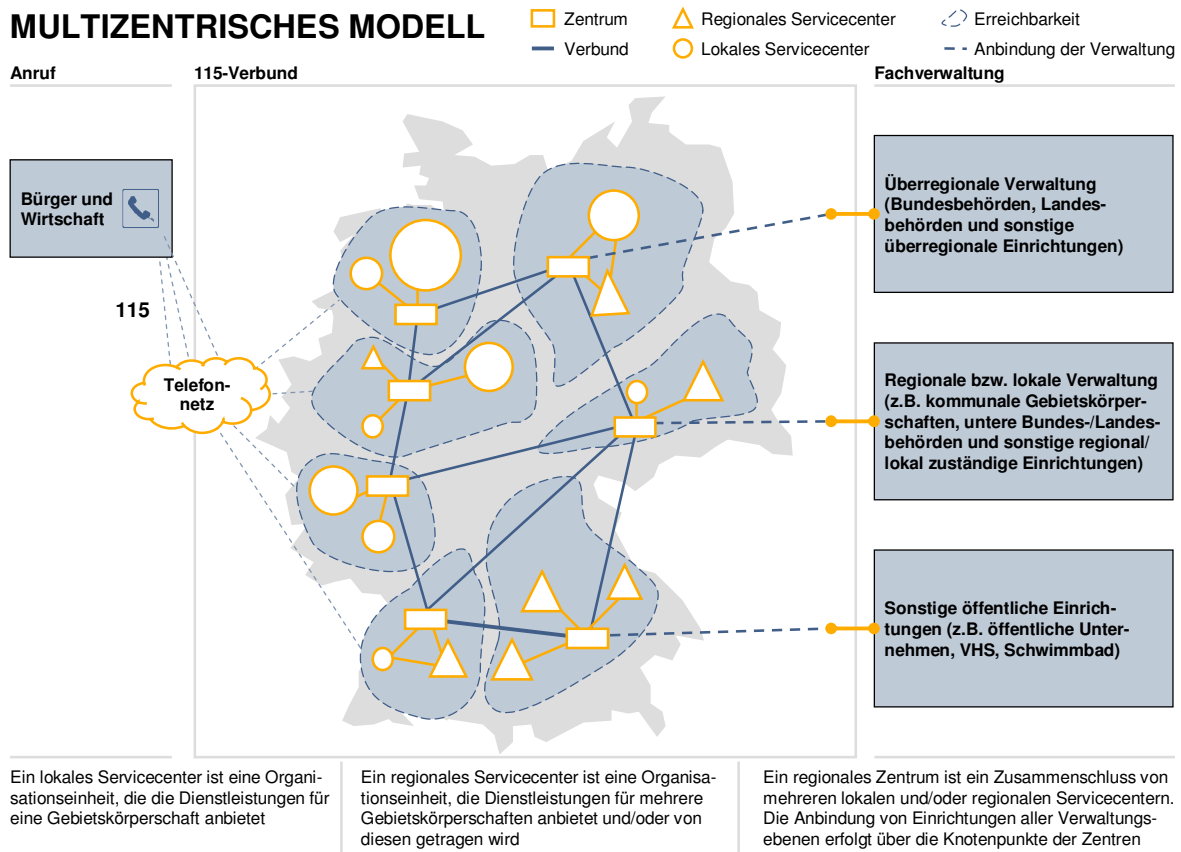 MULTIZENTRISCHES MODELL
Zentrum
Regionales Servicecenter
Erreichbarkeit
Verbund
Lokales Servicecenter
Anbindung der Verwaltung
Anruf
115-Verbund
Fachverwaltung
Bürger und
Wirtschaft
115
Telefon-
netz
Überregionale Verwaltung
(Bundesbehörden, Landes-
behörden und sonstige
überregionale Einrichtungen)
Regionale bzw. lokale Verwaltung
(z.B. kommunale Gebietskörper-
schaften, untere Bundes-/Landes-
behörden und sonstige regional/
lokal zuständige Einrichtungen)
Sonstige öffentliche Einrich-
tungen (z.B. öffentliche Unter-
nehmen, VHS, Schwimmbad)
Ein lokales Servicecenter ist eine Organi-
sationseinheit, die die Dienstleistungen für
eine Gebietskörperschaft anbietet
Ein regionales Servicecenter ist eine Organisa-
tionseinheit, die Dienstleistungen für mehrere
Gebietskörperschaften anbietet und/oder von
diesen getragen wird
Ein regionales Zentrum ist ein Zusammenschluss von
mehreren lokalen und/oder regionalen Servicecentern.
Die Anbindung von Einrichtungen aller Verwaltungs-
ebenen erfolgt über die Knotenpunkte der Zentren